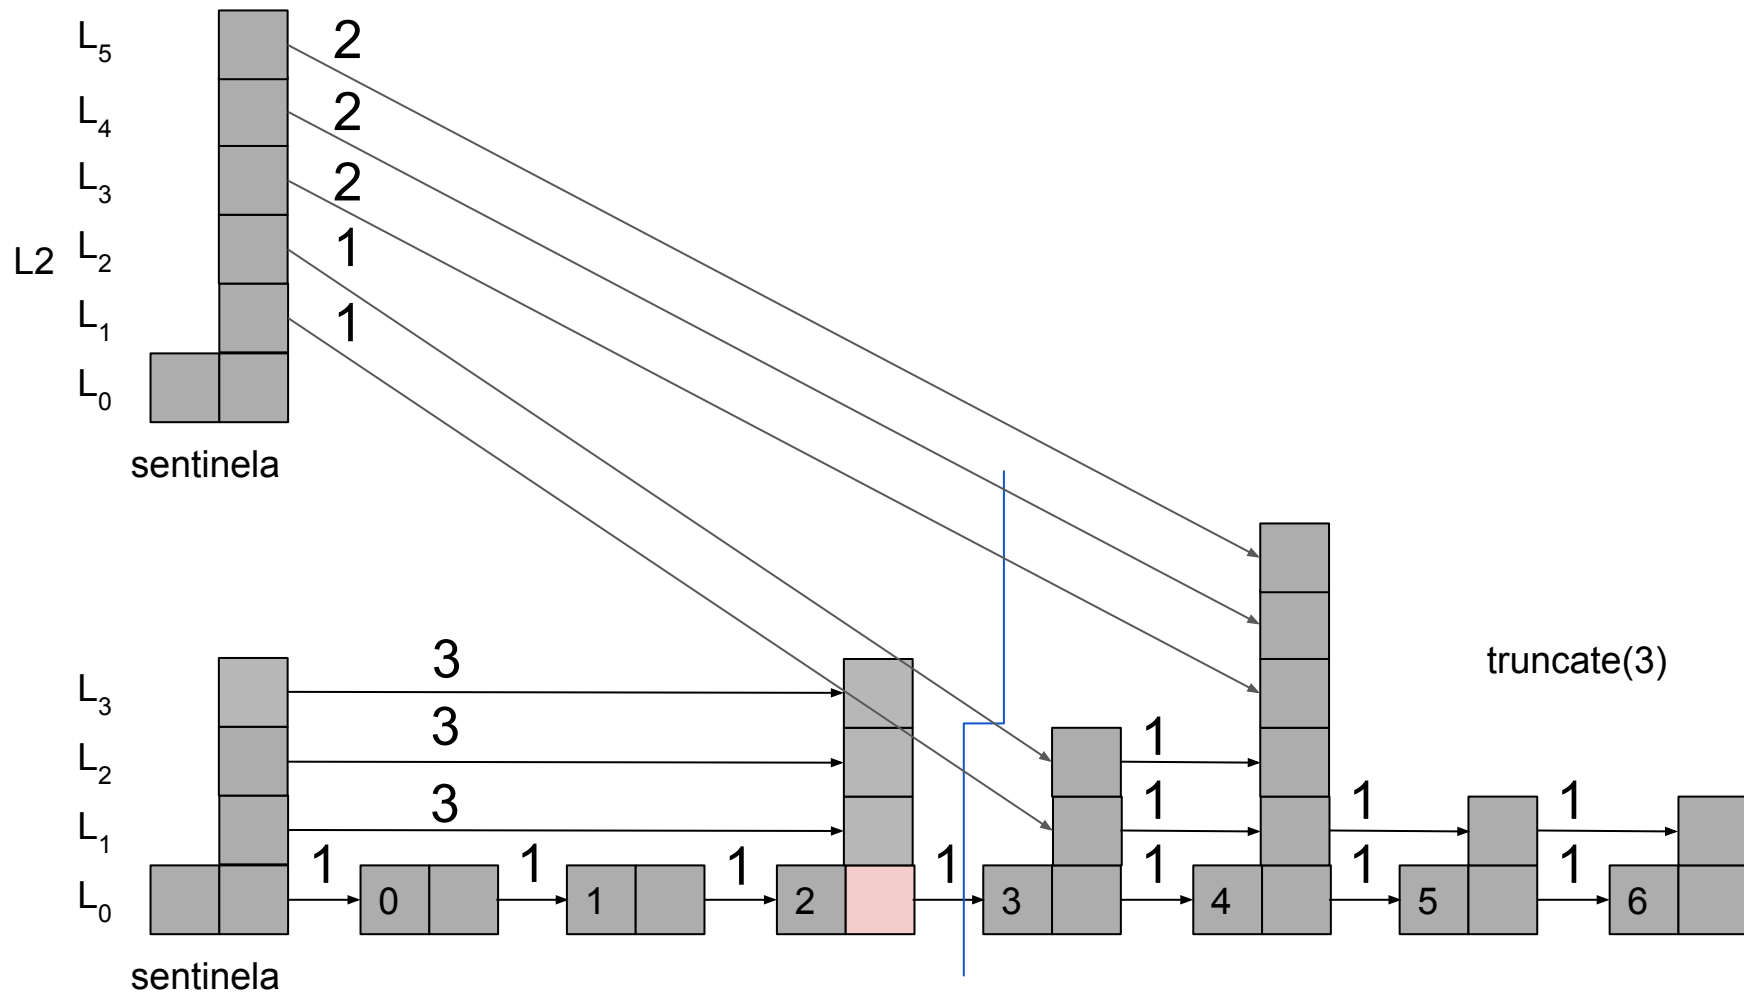 L5 2
L4 2
L3 2
L2 L2 1
L1 1
L0
sentinela
truncate(3)
L3 3
L2 3 1
L1 3 1 1 1
L0 1 0 1 1 1 2 1 3 1 4 1 5 1 6
sentinela